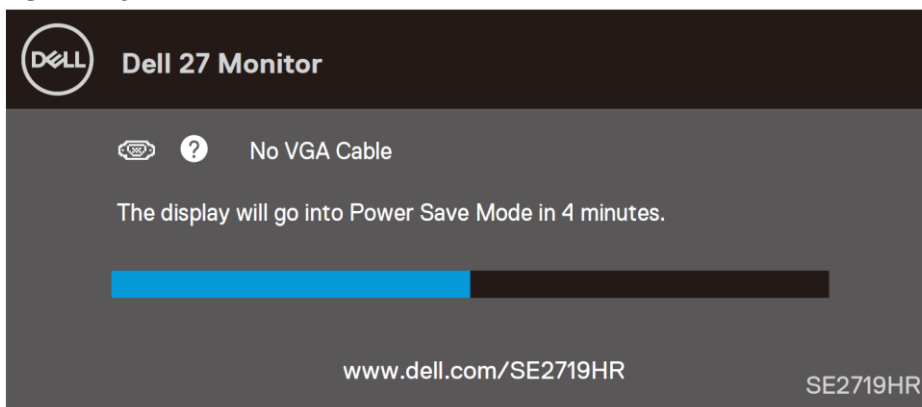 DELL
Dell 27 Monitor
? No VGA Cable
The display will go into Power Save Mode in 4 minutes.
www.dell.com/SE2719HR
SE2719HR